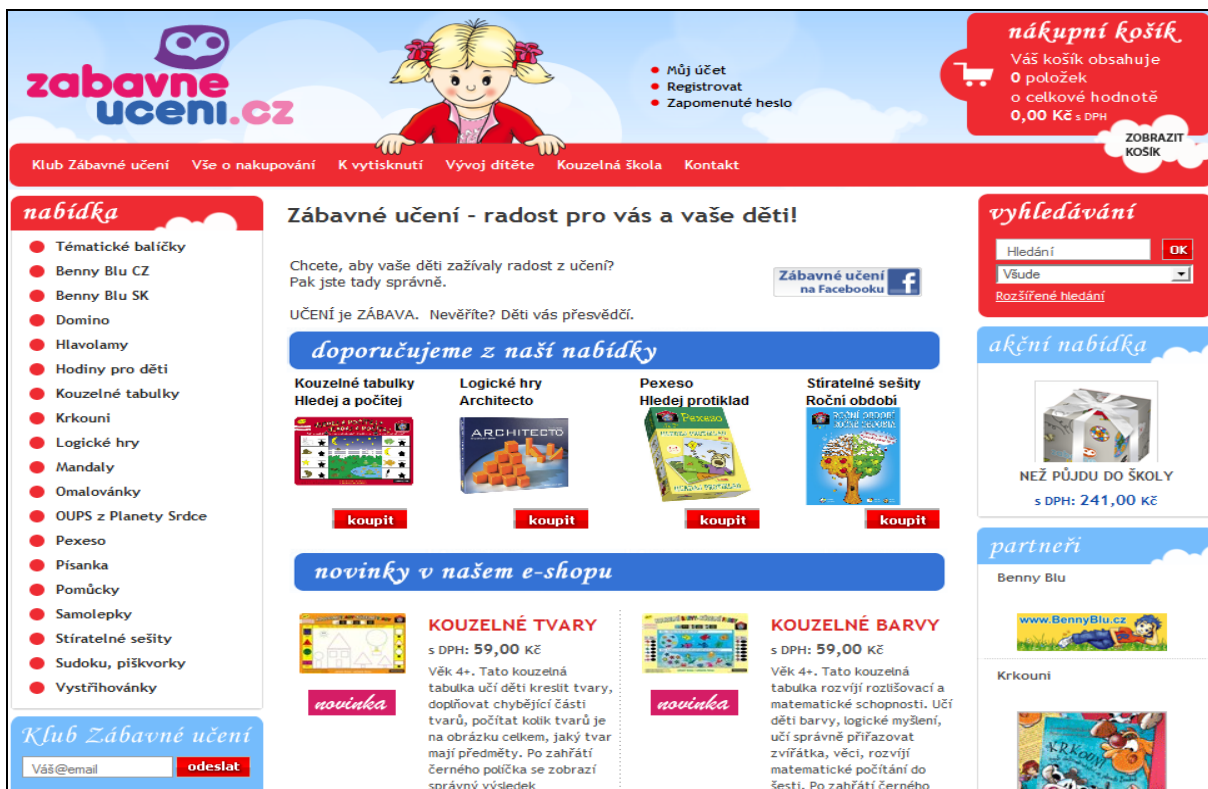 zabavne
uceni.cz
Můj účet
Registrovat
Zapomenuté heslo
nákupní košík
Váš košík obsahuje
0 položek
o celkové hodnotě
0,00 Kč s DPH
ZOBRAZIT
KOŠÍK
Klub Zábavné učení Vše o nakupování K vytisknutí Vývoj dítěte Kouzelná škola Kontakt
nabídka
Tématické balíčky
Benny Blu CZ
Benny Blu SK
Domino
Hlavolamy
Hodiny pro děti
Kouzelné tabulky
Krkouni
Logické hry
Mandaly
Omalovánky
OUPS z Planety Srdce
Pexeso
Písanka
Pomůcky
Samolepky
Stíratelné sešity
Sudoku, piškvorky
Vystřihovánky
Klub Zábavné učení
Váš@email odeslat
Zábavné učení - radost pro vás a vaše děti!
Chcete, aby vaše děti zažívaly radost z učení?
Pak jste tady správně.
Zábavné učení
na Facebooku f
UČENÍ je ZÁBAVA. Nevěříte? Děti vás přesvědčí.
doporučujeme z naší nabídky
Kouzelné tabulky
Hledej a počítej
koupit
Logické hry
Architecto
ARCHITECTO
koupit
Pexeso
Hledej protiklad
Pexeso
koupit
Stíratelné sešity
Roční období
ROČNÍ OBDOBÍ
koupit
novinky v našem e-shopu
novinka
KOUZELNÉ TVARY
s DPH: 59,00 Kč
Věk 4+. Tato kouzelná
tabulka učí děti kreslit tvary,
doplňovat chybějící části
tvarů, počítat kolik tvarů je
na obrázku celkem, jaký tvar
mají předměty. Po zahřátí
černého políčka se zobrazí
správný výsledek
novinka
KOUZELNÉ BARVY
s DPH: 59,00 Kč
Věk 4+. Tato kouzelná
tabulka rozvíjí rozlišovací a
matematické schopnosti. Učí
děti barvy, logické myšlení,
učí správně přiřazovat
zvířátka, věci, rozvíjí
matematické počítání do
šesti. Po zahřátí černého
vyhledávání
Hledání OK
Všude
Rozšířené hledání
akční nabídka
NEŽ PŮJDU DO ŠKOLY
s DPH: 241,00 Kč
partneři
Benny Blu
www.BennyBlu.cz
Krkouni
KRKOUNI